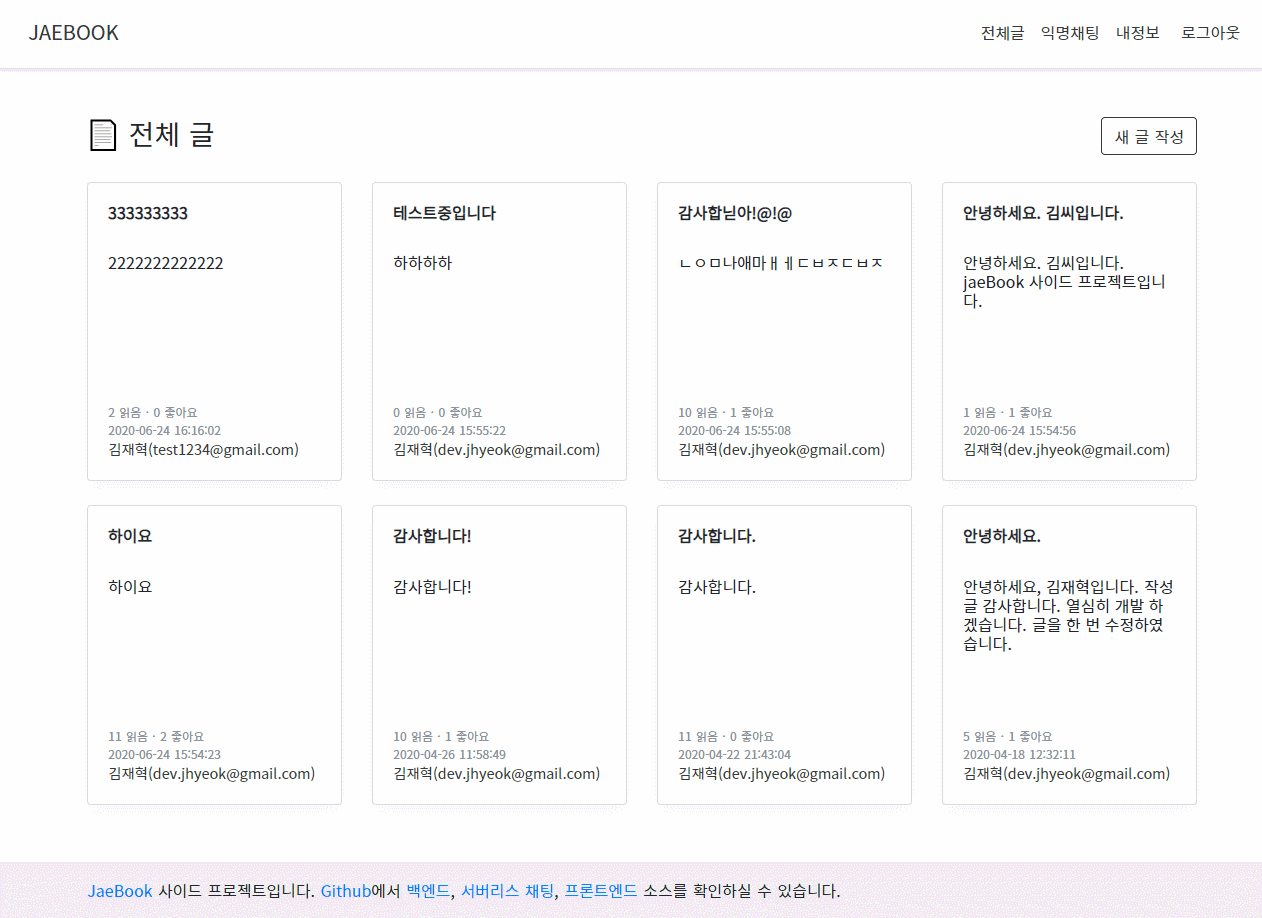 JAEBOOK
전체글 익명채팅 내정보 로그아웃
전체 글
새 글 작성
333333333
2222222222222
2 읽음 · 0 좋아요
2020-06-24 16:16:02
김재혁(test1234@gmail.com)
테스트중입니다
하하하하
0 읽음 · 0 좋아요
2020-06-24 15:55:22
김재혁(dev.jhyeok@gmail.com)
감사합닏아!@!@
ㄴㅇㅁ나애마ㅐㅔㄷㅂㅈㄷㅂㅈ
10 읽음 · 1 좋아요
2020-06-24 15:55:08
김재혁(dev.jhyeok@gmail.com)
안녕하세요. 김씨입니다.
안녕하세요. 김씨입니다.
jaeBook 사이드 프로젝트입니
다.
1 읽음 · 1 좋아요
2020-06-24 15:54:56
김재혁(dev.jhyeok@gmail.com)
하이요
하이요
11 읽음 · 2 좋아요
2020-06-24 15:54:23
김재혁(dev.jhyeok@gmail.com)
감사합니다!
감사합니다!
10 읽음 · 1 좋아요
2020-04-26 11:58:49
김재혁(dev.jhyeok@gmail.com)
감사합니다.
감사합니다.
11 읽음 · 0 좋아요
2020-04-22 21:43:04
김재혁(dev.jhyeok@gmail.com)
안녕하세요.
안녕하세요, 김재혁입니다. 작성
글 감사합니다. 열심히 개발 하
겠습니다. 글을 한 번 수정하였
습니다.
5 읽음 · 1 좋아요
2020-04-18 12:32:11
김재혁(dev.jhyeok@gmail.com)
JaeBook 사이드 프로젝트입니다. Github에서 백엔드, 서버리스 채팅, 프론트엔드 소스를 확인하실 수 있습니다.